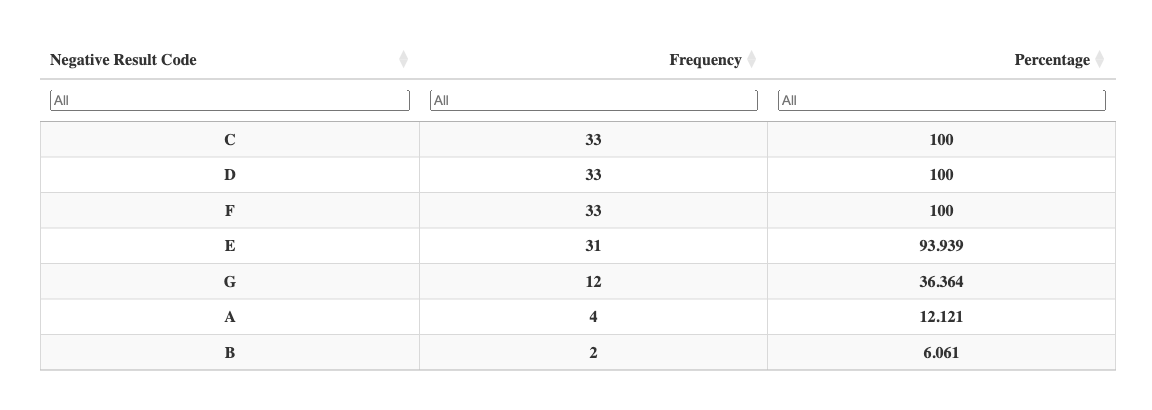 Negative Result Code Frequency Percentage
All All All
C 33 100
D 33 100
F 33 100
E 31 93.939
G 12 36.364
A 4 12.121
B 2 6.061